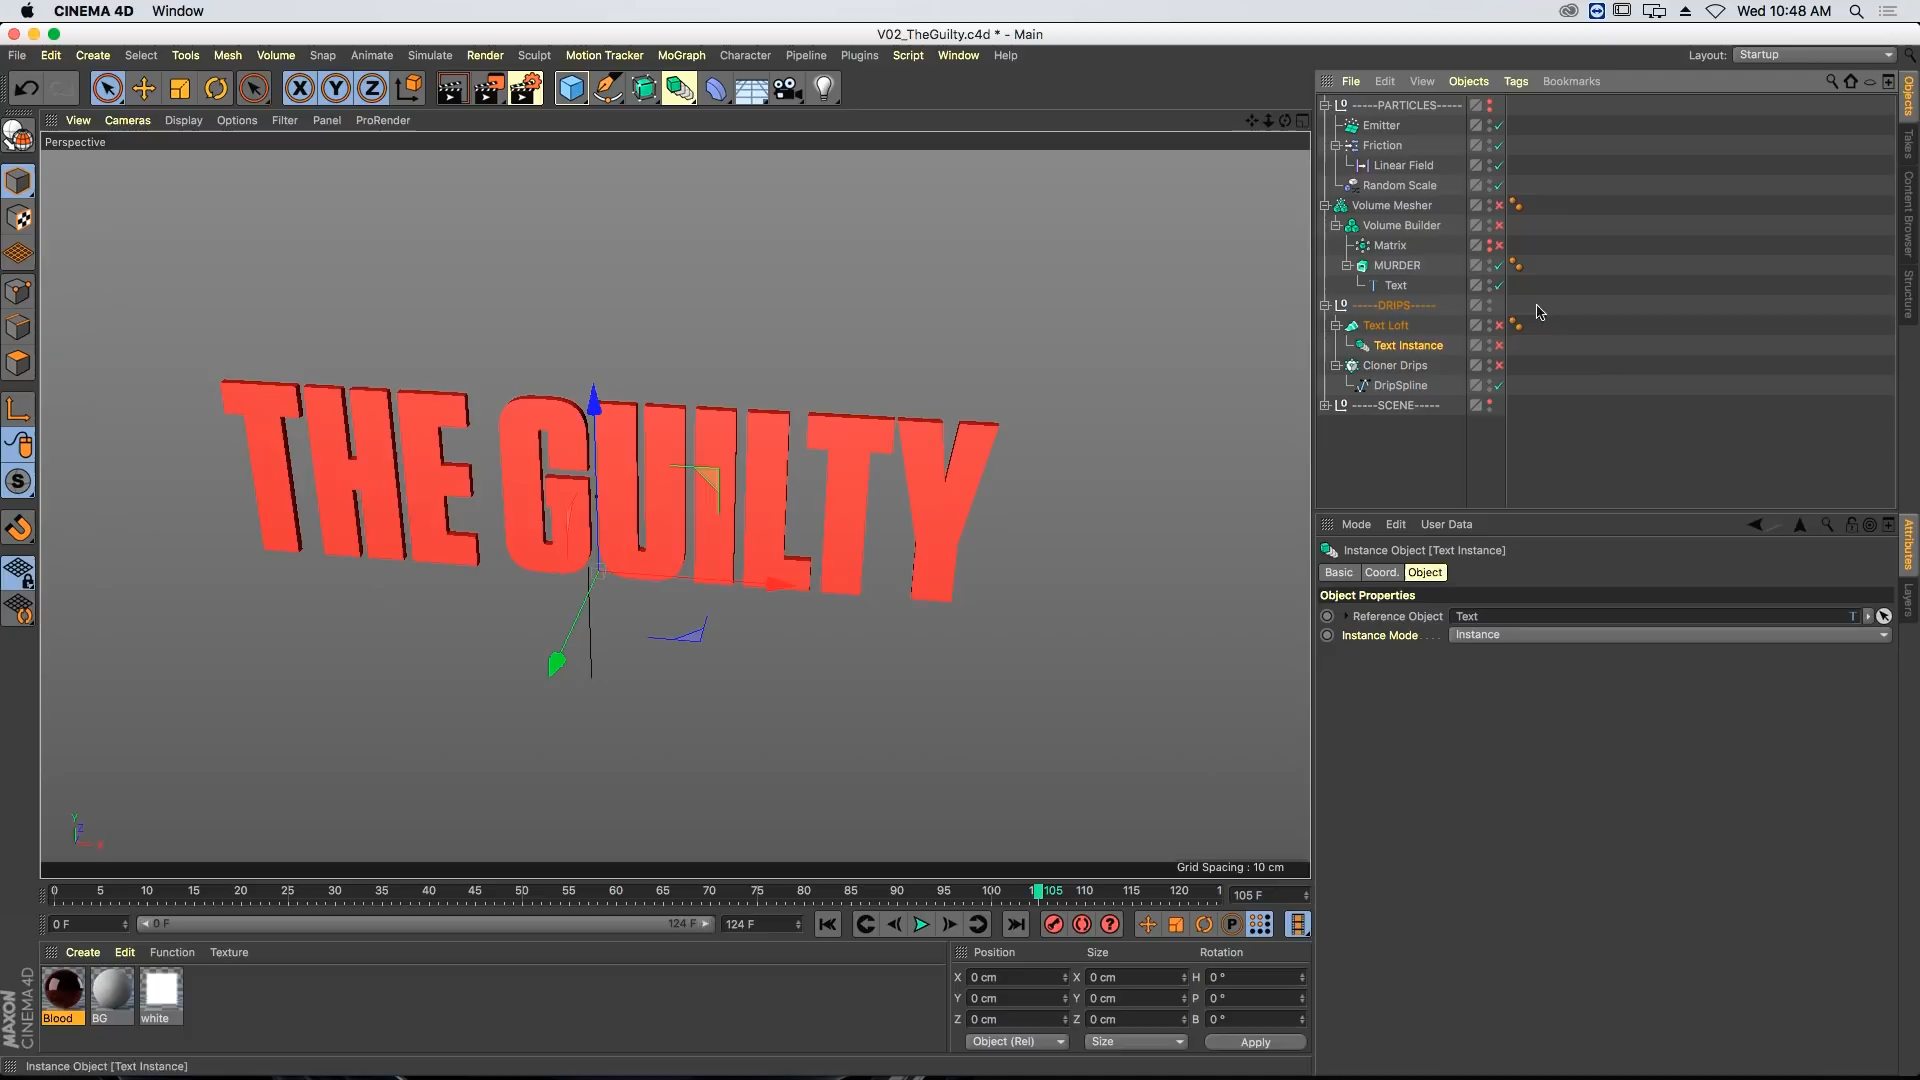 CINEMA 4D Window Wed 10:48 AM
V02_TheGuilty.c4d * - Main
File Edit Create Select Tools Mesh Volume Snap Animate Simulate Render Sculpt Motion Tracker MoGraph Character Pipeline Plugins Script Window Help Layout: Startup
File Edit View Objects Tags Bookmarks
View Cameras Display Options Filter Panel ProRender
Perspective
-----PARTICLES-----
Emitter
Friction
Linear Field
Random Scale
Volume Mesher
Volume Builder
Matrix
MURDER
Text
-----DRIPS-----
Text Loft
Text Instance
Cloner Drips
DripSpline
-----SCENE-----
Objects
Takes
Content Browser
Structure
THE GUILTY
Y
Z
X
Grid Spacing : 10 cm
Mode Edit User Data
Instance Object [Text Instance]
Basic Coord. Object
Object Properties
Reference Object Text
Instance Mode Instance
Attributes
Layers
0 5 10 15 20 25 30 35 40 45 50 55 60 65 70 75 80 85 90 95 100 105 110 115 120 1 105 F
0 F 0 F 124 F 124 F
Create Edit Function Texture
Blood BG white
Position Size Rotation
X 0 cm X 0 cm H 0 °
Y 0 cm Y 0 cm P 0 °
Z 0 cm Z 0 cm B 0 °
Object (Rel) Size Apply
MAXON
CINEMA 4D
Instance Object [Text Instance]